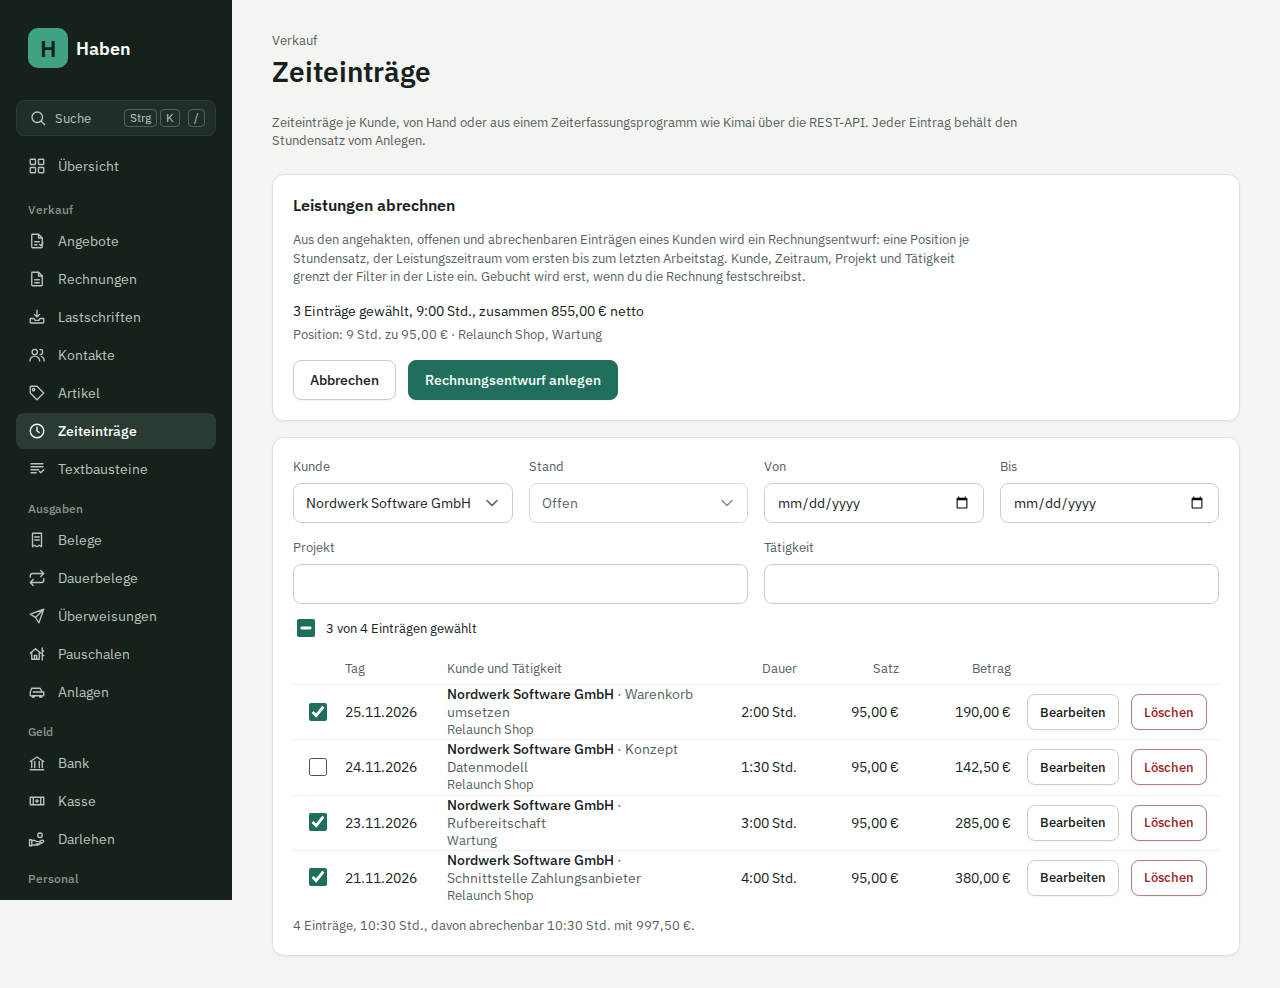 H Haben
Suche Strg K /
Übersicht
Verkauf
Angebote
Rechnungen
Lastschriften
Kontakte
Artikel
Zeiteinträge
Textbausteine
Ausgaben
Belege
Dauerbelege
Überweisungen
Pauschalen
Anlagen
Geld
Bank
Kasse
Darlehen
Personal
Verkauf
Zeiteinträge
Zeiteinträge je Kunde, von Hand oder aus einem Zeiterfassungsprogramm wie Kimai über die REST-API. Jeder Eintrag behält den
Stundensatz vom Anlegen.
Leistungen abrechnen
Aus den angehakten, offenen und abrechenbaren Einträgen eines Kunden wird ein Rechnungsentwurf: eine Position je
Stundensatz, der Leistungszeitraum vom ersten bis zum letzten Arbeitstag. Kunde, Zeitraum, Projekt und Tätigkeit
grenzt der Filter in der Liste ein. Gebucht wird erst, wenn du die Rechnung festschreibst.
3 Einträge gewählt, 9:00 Std., zusammen 855,00 € netto
Position: 9 Std. zu 95,00 € · Relaunch Shop, Wartung
Abbrechen Rechnungsentwurf anlegen
Kunde Stand Von Bis
Nordwerk Software GmbH Offen mm/dd/yyyy mm/dd/yyyy
Projekt Tätigkeit
3 von 4 Einträgen gewählt
Tag Kunde und Tätigkeit Dauer Satz Betrag
Nordwerk Software GmbH · Warenkorb
25.11.2026 umsetzen 2:00 Std. 95,00 € 190,00 € Bearbeiten Löschen
Relaunch Shop
Nordwerk Software GmbH · Konzept
24.11.2026 Datenmodell 1:30 Std. 95,00 € 142,50 € Bearbeiten Löschen
Relaunch Shop
Nordwerk Software GmbH ·
23.11.2026 Rufbereitschaft 3:00 Std. 95,00 € 285,00 € Bearbeiten Löschen
Wartung
Nordwerk Software GmbH ·
21.11.2026 Schnittstelle Zahlungsanbieter 4:00 Std. 95,00 € 380,00 € Bearbeiten Löschen
Relaunch Shop
4 Einträge, 10:30 Std., davon abrechenbar 10:30 Std. mit 997,50 €.